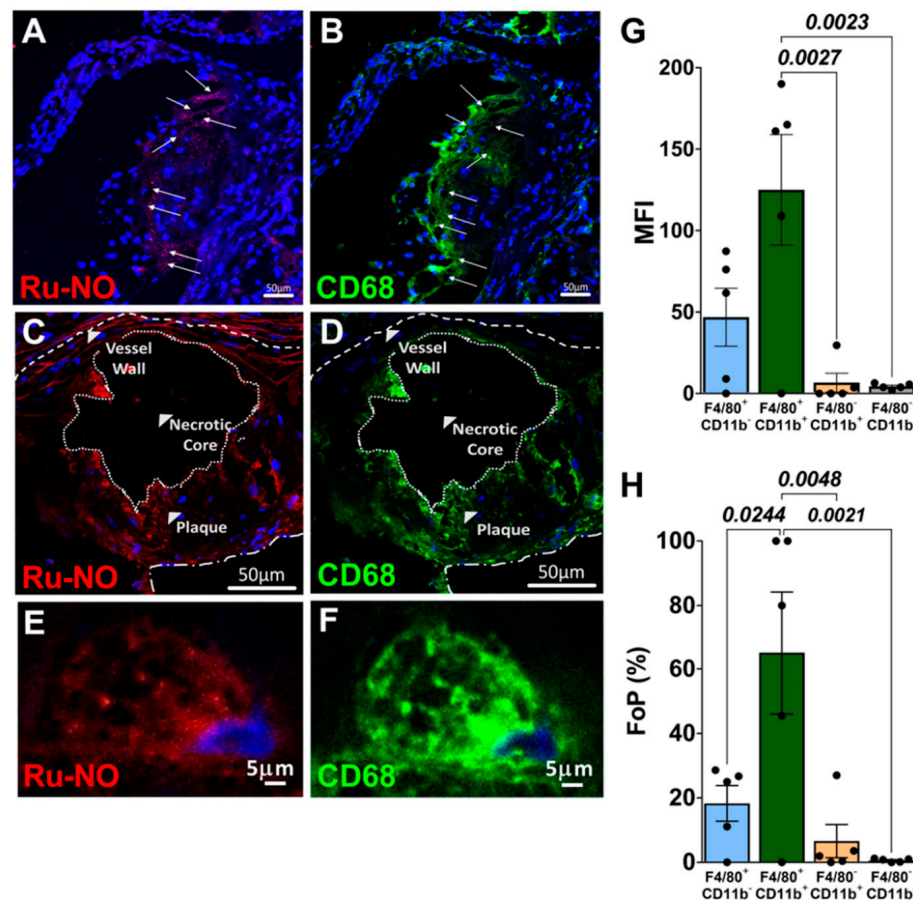 A
Ru-NO
50μm
B
CD68
50μm
C
Vessel
Wall
Necrotic
Core
Plaque
Ru-NO
50μm
D
Vessel
Wall
Necrotic
Core
Plaque
CD68
50μm
E
Ru-NO
5μm
F
CD68
5μm
G
0.0023
0.0027
MFI
200
150
100
50
0
F4/80⁺ F4/80⁺ F4/80⁻ F4/80⁻
CD11b⁻ CD11b⁺ CD11b⁺ CD11b
H
0.0048
0.0244 0.0021
FoP (%)
100
80
60
40
20
0
F4/80⁺ F4/80⁺ F4/80⁻ F4/80⁻
CD11b⁻ CD11b⁺ CD11b⁺ CD11b